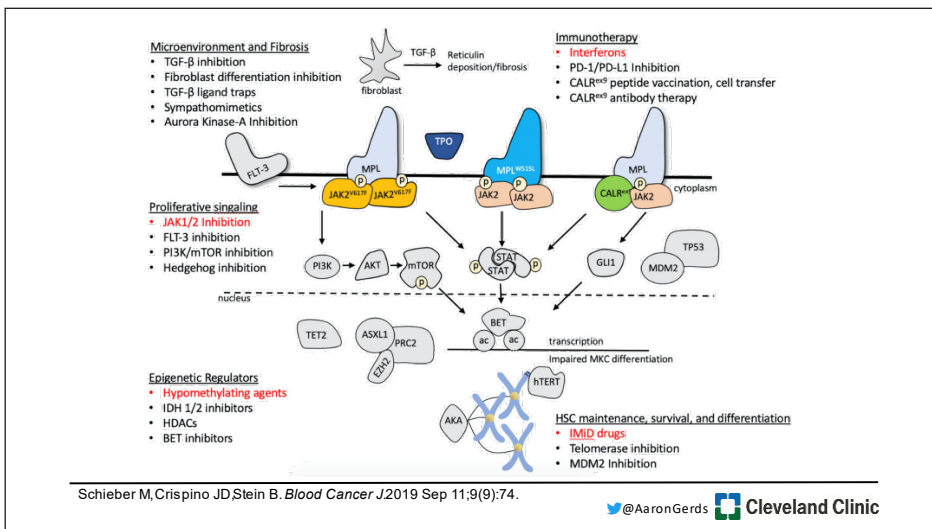 Microenvironment and Fibrosis
• TGF-β inhibition
• Fibroblast differentiation inhibition
• TGF-β ligand traps
• Sympathomimetics
• Aurora Kinase-A Inhibition
fibroblast
TGF-β
Reticulin
deposition/fibrosis
Immunotherapy
• Interferons
• PD-1/PD-L1 Inhibition
• CALRex9 peptide vaccination, cell transfer
• CALRex9 antibody therapy
FLT-3
MPL
P
P
JAK2V617F
JAK2V617F
TPO
MPLW515L
P
P
JAK2
JAK2
MPL
P
CALRex9
JAK2
cytoplasm
Proliferative singaling
• JAK1/2 Inhibition
• FLT-3 inhibition
• PI3K/mTOR inhibition
• Hedgehog inhibition
PI3K
AKT
mTOR
P
P
STAT
STAT
P
GLI1
TP53
MDM2
nucleus
TET2
ASXL1
PRC2
EZH2
BET
ac
ac
transcription
Impaired MKC differentiation
hTERT
AKA
Epigenetic Regulators
• Hypomethylating agents
• IDH 1/2 inhibitors
• HDACs
• BET inhibitors
HSC maintenance, survival, and differentiation
• IMiD drugs
• Telomerase inhibition
• MDM2 Inhibition
Schieber M,Crispino JD,Stein B. Blood Cancer J.2019 Sep 11;9(9):74.
@AaronGerds
Cleveland Clinic